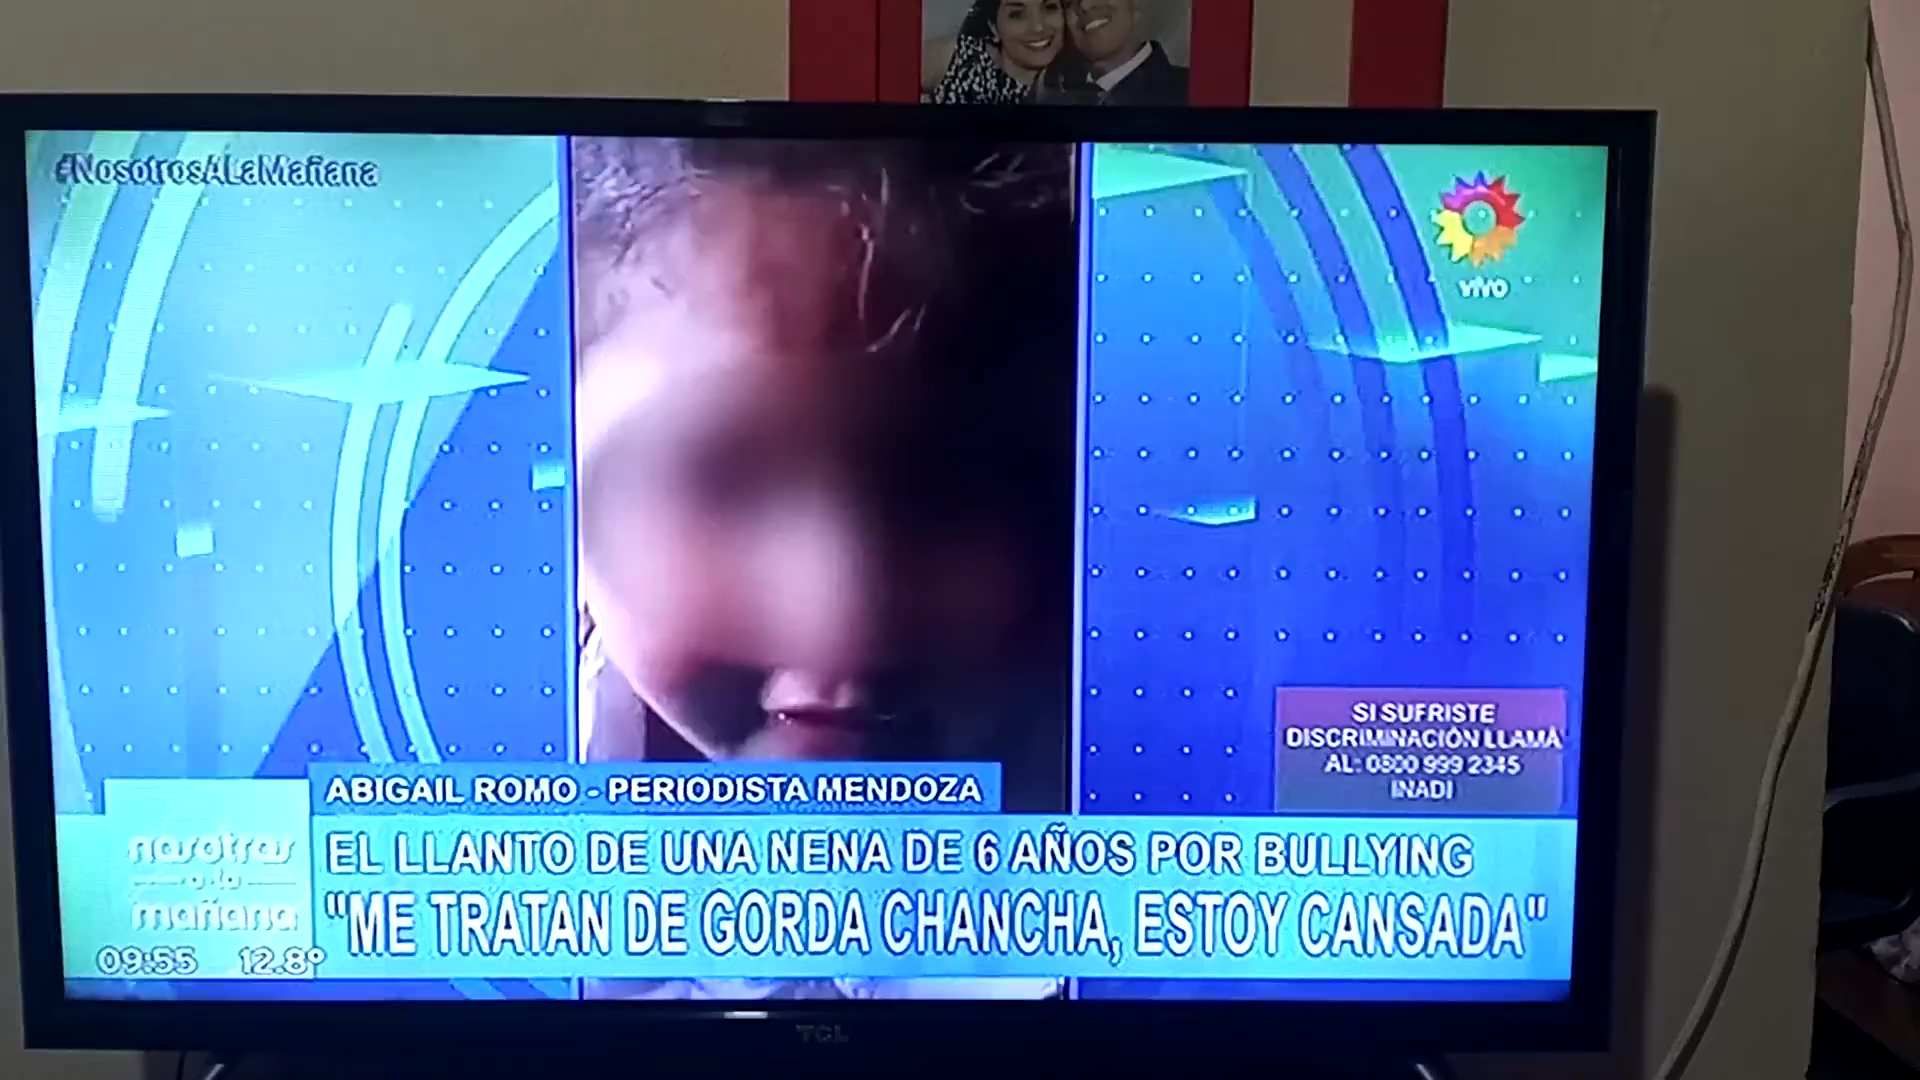 #NosotrosALaMañana
vivo
SI SUFRISTE
DISCRIMINACIÓN LLAMÁ
AL: 0800 999 2345
INADI
ABIGAIL ROMO - PERIODISTA MENDOZA
EL LLANTO DE UNA NENA DE 6 AÑOS POR BULLYING
"ME TRATAN DE GORDA CHANCHA, ESTOY CANSADA"
nosotros
a la
mañana
09:55 12.8º
TCL